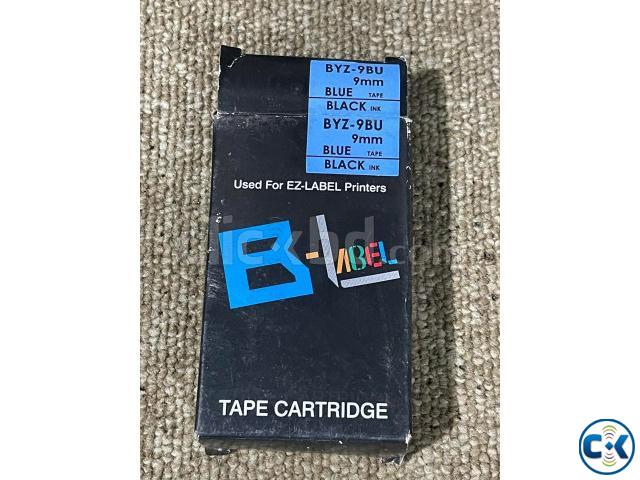 BYZ-9BU
9mm
BLUE TAPE
BLACK INK
BYZ-9BU
9mm
BLUE TAPE
BLACK INK
Used For EZ-LABEL Printers
B-LABEL
TAPE CARTRIDGE
CK